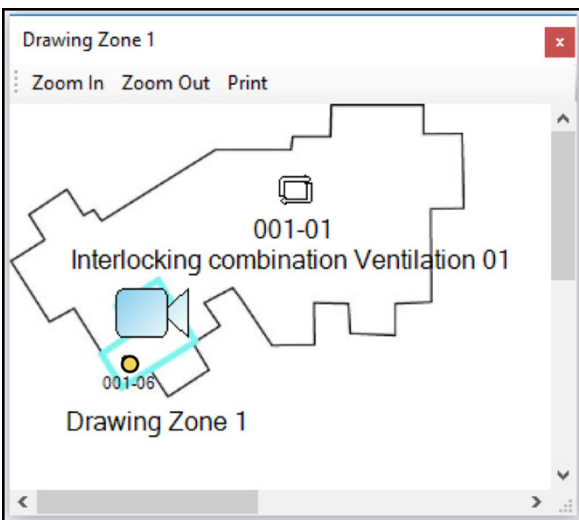 Drawing Zone 1
x
Zoom In Zoom Out Print
001-01
Interlocking combination Ventilation 01
001-06
Drawing Zone 1